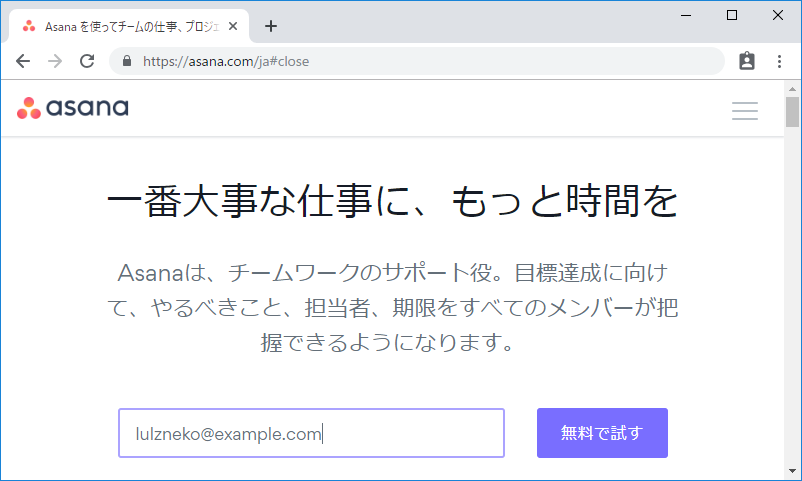 Asana を使ってチームの仕事、プロジェ
https://asana.com/ja#close
asana
一番大事な仕事に、もっと時間を
Asanaは、チームワークのサポート役。目標達成に向け
て、やるべきこと、担当者、期限をすべてのメンバーが把
握できるようになります。
lulzneko@example.com
無料で試す